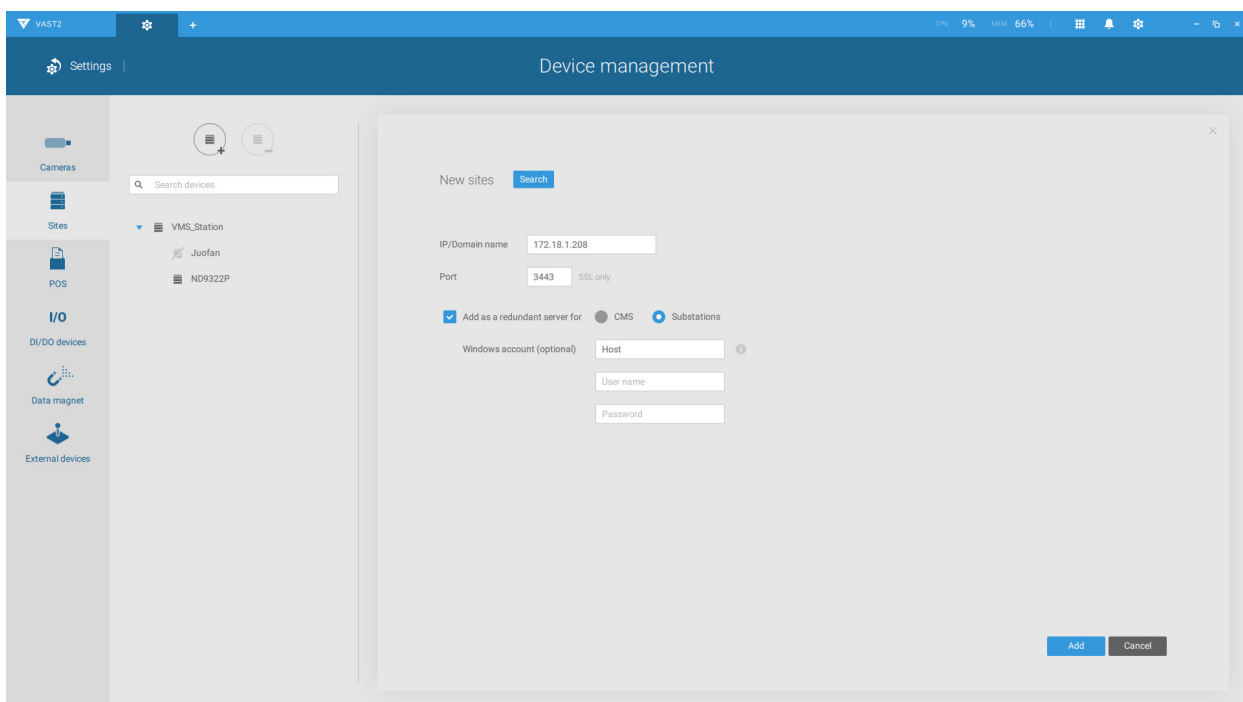 VAST2
+
CPU 9% MEM 66%
Settings
Device management
Cameras
Sites
POS
I/O
DI/DO devices
Data magnet
External devices
Search devices
VMS_Station
Juofan
ND9322P
New sites
Search
IP/Domain name
172.18.1.208
Port
3443
SSL only
Add as a redundant server for
CMS
Substations
Windows account (optional)
Host
User name
Password
Add
Cancel